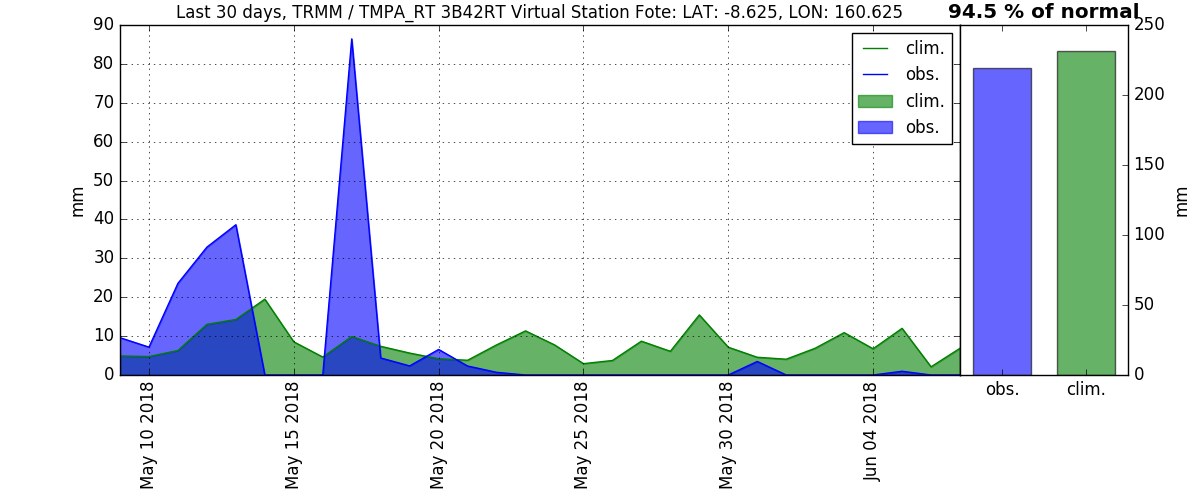 Last 30 days, TRMM / TMPA_RT 3B42RT Virtual Station Fote: LAT: -8.625, LON: 160.625
94.5 % of normal
90
80
70
60
50
40
30
20
10
0
mm
clim.
obs.
clim.
obs.
May 10 2018
May 15 2018
May 20 2018
May 25 2018
May 30 2018
Jun 04 2018
250
200
150
100
50
0
mm
obs.
clim.